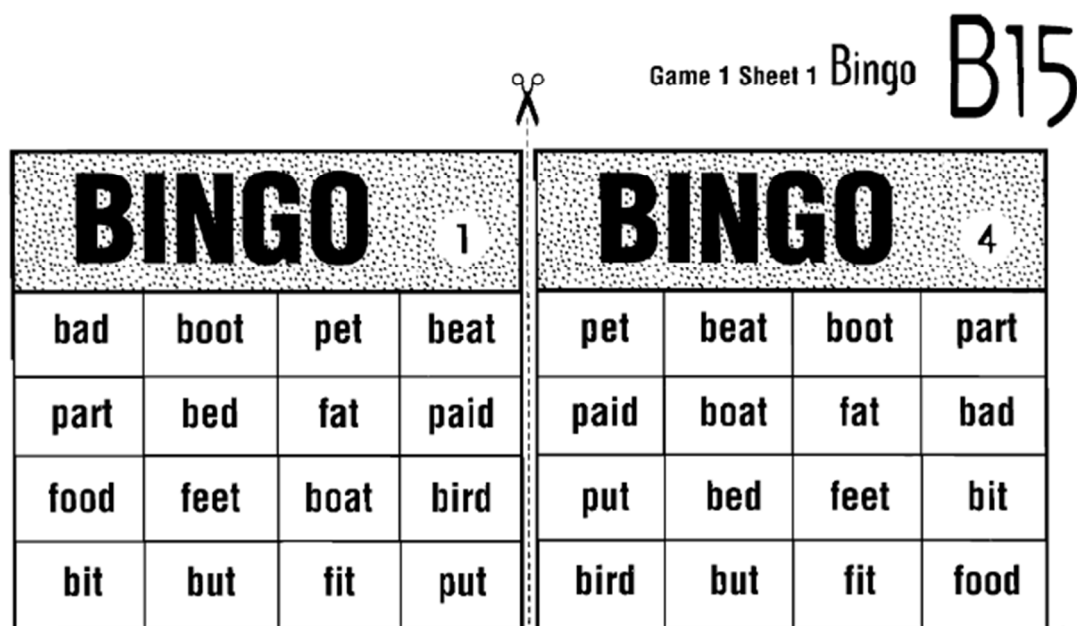 Game 1 Sheet 1 Bingo B15
BINGO 1
bad boot pet beat
part bed fat paid
food feet boat bird
bit but fit put
BINGO 4
pet beat boot part
paid boat fat bad
put bed feet bit
bird but fit food